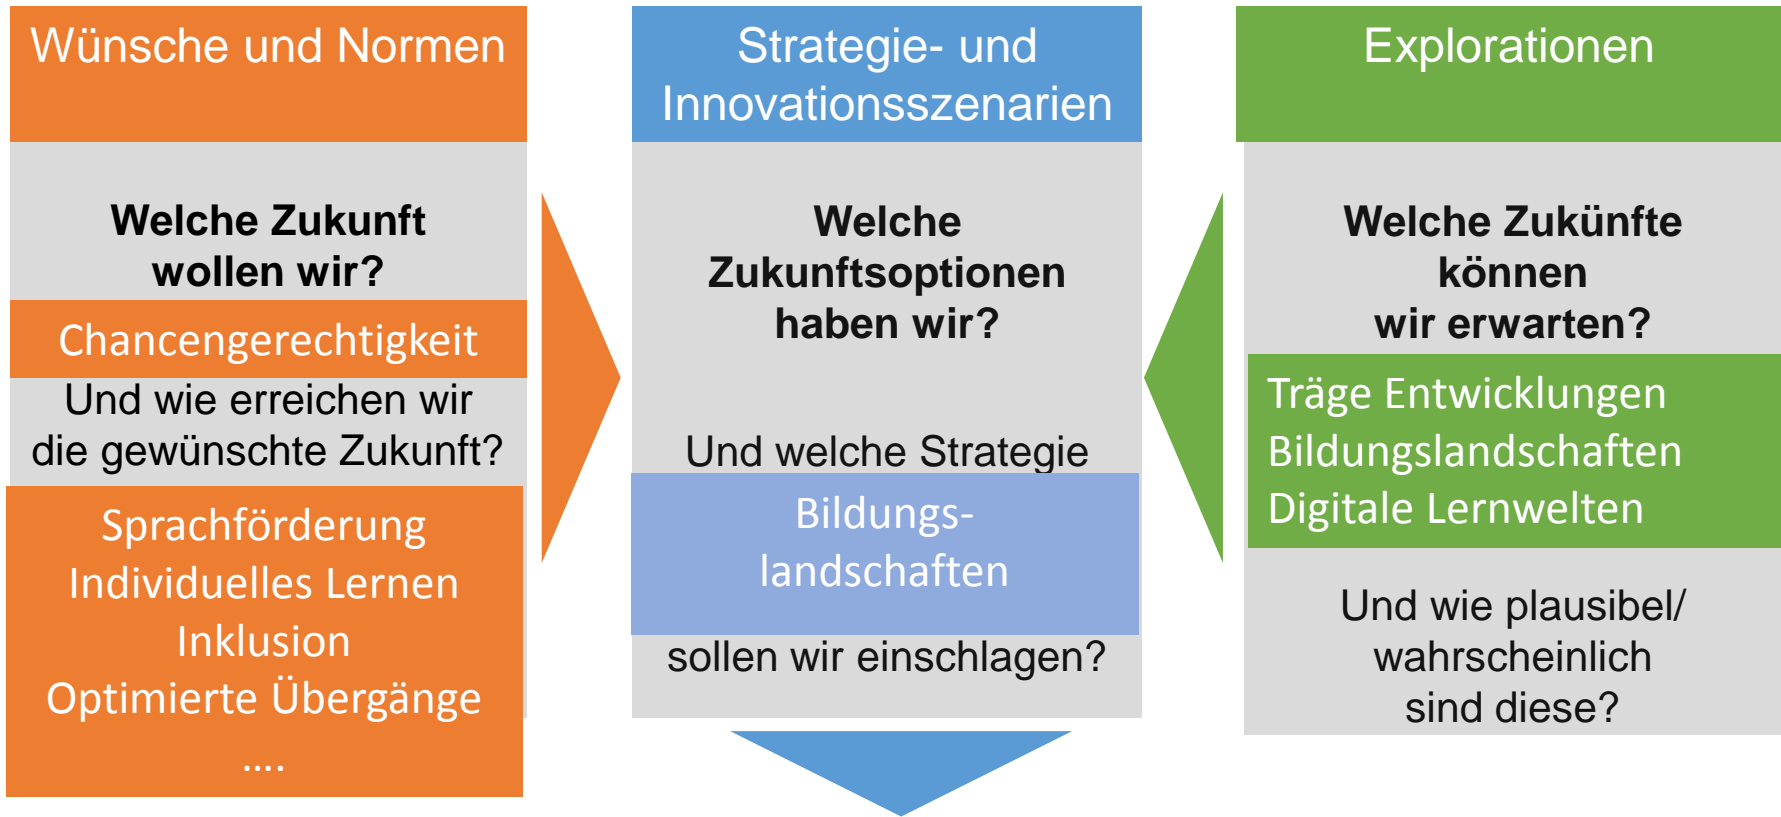 Wünsche und Normen
Welche Zukunft
wollen wir?
Chancengerechtigkeit
Und wie erreichen wir
die gewünschte Zukunft?
Sprachförderung
Individuelles Lernen
Inklusion
Optimierte Übergänge
....
Strategie- und
Innovationsszenarien
Welche
Zukunftsoptionen
haben wir?
Und welche Strategie
Bildungs-
landschaften
sollen wir einschlagen?
Explorationen
Welche Zukünfte
können
wir erwarten?
Träge Entwicklungen
Bildungslandschaften
Digitale Lernwelten
Und wie plausibel/
wahrscheinlich
sind diese?